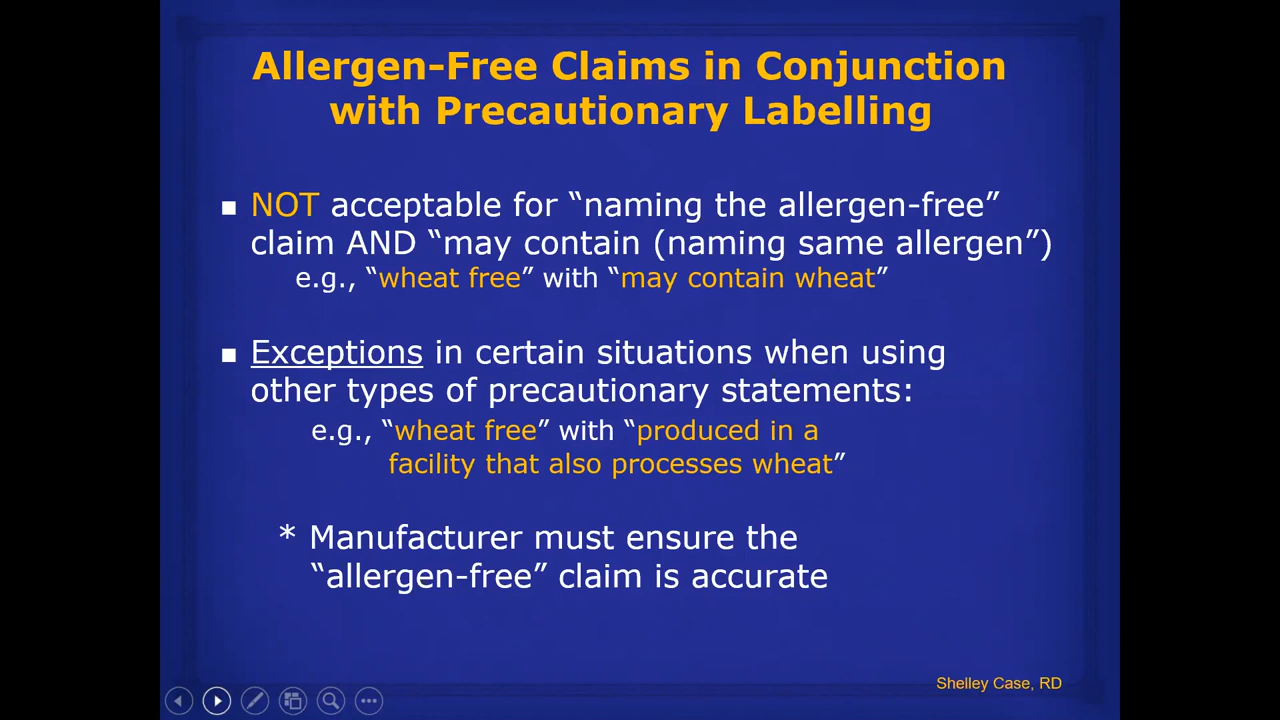 Allergen-Free Claims in Conjunction
with Precautionary Labelling
▪ NOT acceptable for “naming the allergen-free”
claim AND “may contain (naming same allergen”)
e.g., “wheat free” with “may contain wheat”
▪ Exceptions in certain situations when using
other types of precautionary statements:
e.g., “wheat free” with “produced in a
facility that also processes wheat”
* Manufacturer must ensure the
“allergen-free” claim is accurate
Shelley Case, RD